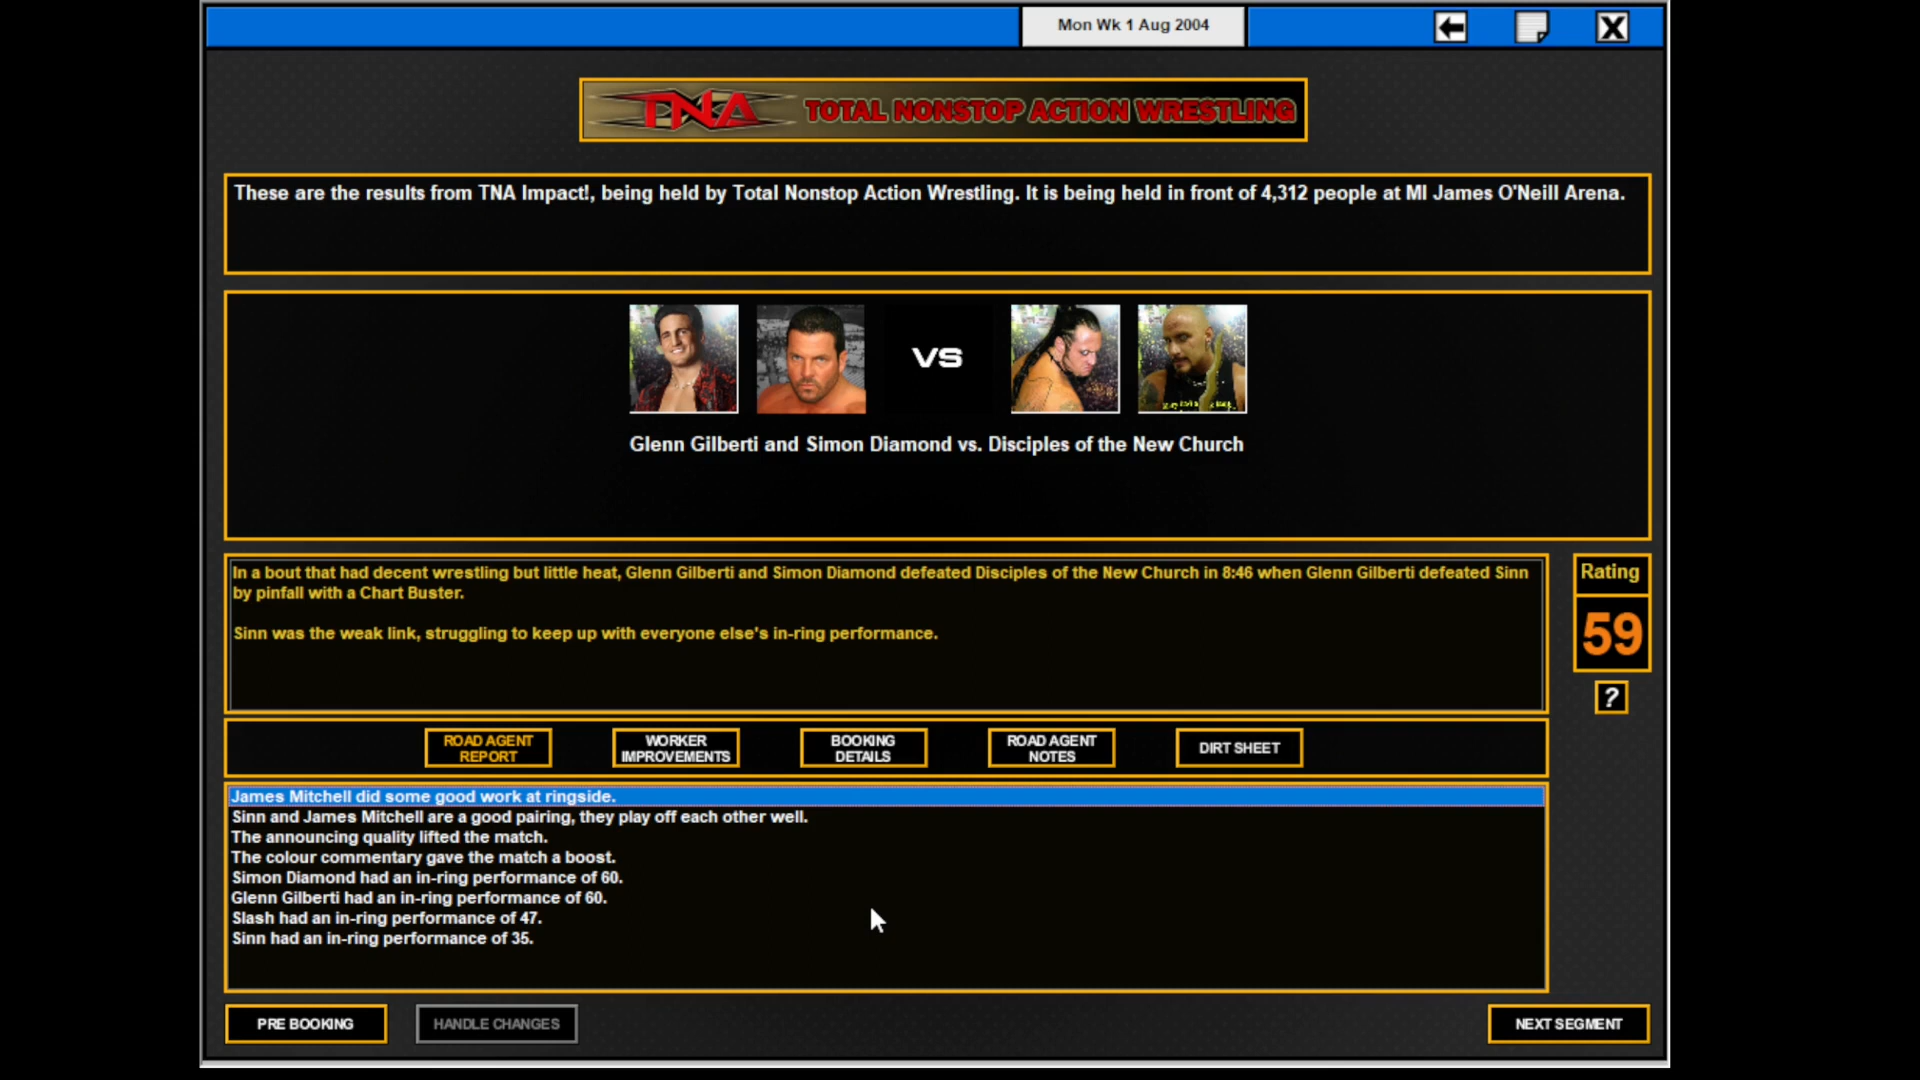 Mon Wk 1 Aug 2004
TNA TOTAL NONSTOP ACTION WRESTLING
These are the results from TNA Impact!, being held by Total Nonstop Action Wrestling. It is being held in front of 4,312 people at MI James O'Neill Arena.
VS
Glenn Gilberti and Simon Diamond vs. Disciples of the New Church
In a bout that had decent wrestling but little heat, Glenn Gilberti and Simon Diamond defeated Disciples of the New Church in 8:46 when Glenn Gilberti defeated Sinn
by pinfall with a Chart Buster.
Sinn was the weak link, struggling to keep up with everyone else's in-ring performance.
Rating
59
?
ROAD AGENT
REPORT
WORKER
IMPROVEMENTS
BOOKING
DETAILS
ROAD AGENT
NOTES
DIRT SHEET
James Mitchell did some good work at ringside.
Sinn and James Mitchell are a good pairing, they play off each other well.
The announcing quality lifted the match.
The colour commentary gave the match a boost.
Simon Diamond had an in-ring performance of 60.
Glenn Gilberti had an in-ring performance of 60.
Slash had an in-ring performance of 47.
Sinn had an in-ring performance of 35.
PRE BOOKING
HANDLE CHANGES
NEXT SEGMENT